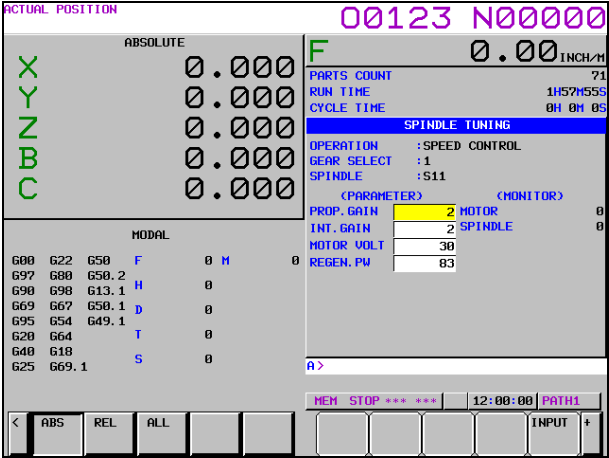 ACTUAL POSITION
O0123 N00000
ABSOLUTE
X 0.000
Y 0.000
Z 0.000
B 0.000
C 0.000
F 0.00 INCH/M
PARTS COUNT 71
RUN TIME 1H57M55S
CYCLE TIME 0H 0M 0S
SPINDLE TUNING
OPERATION :SPEED CONTROL
GEAR SELECT :1
SPINDLE :S11
(PARAMETER) (MONITOR)
PROP.GAIN 2 MOTOR 0
INT.GAIN 2 SPINDLE 0
MOTOR VOLT 30
REGEN.PW 83
MODAL
G00 G22 G50 F 0 M 0
G97 G80 G50.2
G90 G98 G13.1 H 0
G69 G67 G50.1 D 0
G95 G54 G49.1
G20 G64 T 0
G40 G18
G25 G69.1 S 0
A>
MEM STOP *** *** 12:00:00 PATH1
< ABS REL ALL INPUT +